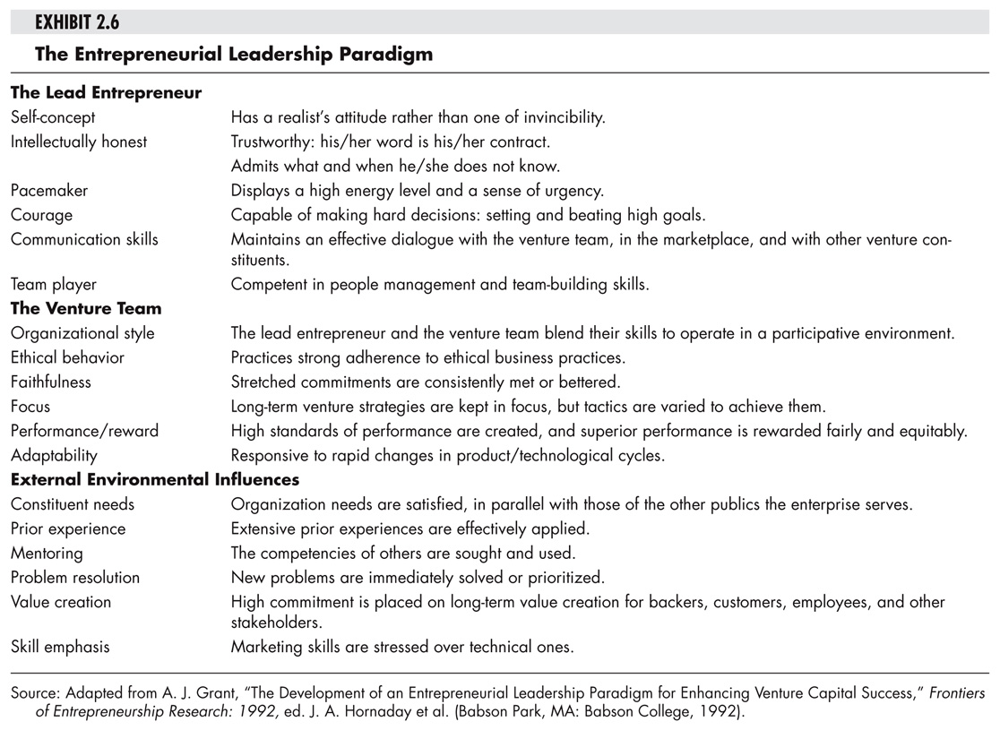 EXHIBIT 2.6
The Entrepreneurial Leadership Paradigm
The Lead Entrepreneur
Self-concept Has a realist's attitude rather than one of invincibility.
Intellectually honest Trustworthy: his/her word is his/her contract.
Admits what and when he/she does not know.
Pacemaker Displays a high energy level and a sense of urgency.
Courage Capable of making hard decisions: setting and beating high goals.
Communication skills Maintains an effective dialogue with the venture team, in the marketplace, and with other venture con-
stituents.
Team player Competent in people management and team-building skills.
The Venture Team
Organizational style The lead entrepreneur and the venture team blend their skills to operate in a participative environment.
Ethical behavior Practices strong adherence to ethical business practices.
Faithfulness Stretched commitments are consistently met or bettered.
Focus Long-term venture strategies are kept in focus, but tactics are varied to achieve them.
Performance/reward High standards of performance are created, and superior performance is rewarded fairly and equitably.
Adaptability Responsive to rapid changes in product/technological cycles.
External Environmental Influences
Constituent needs Organization needs are satisfied, in parallel with those of the other publics the enterprise serves.
Prior experience Extensive prior experiences are effectively applied.
Mentoring The competencies of others are sought and used.
Problem resolution New problems are immediately solved or prioritized.
Value creation High commitment is placed on long-term value creation for backers, customers, employees, and other
stakeholders.
Skill emphasis Marketing skills are stressed over technical ones.
Source: Adapted from A. J. Grant, "The Development of an Entrepreneurial Leadership Paradigm for Enhancing Venture Capital Success," Frontiers
of Entrepreneurship Research: 1992, ed. J. A. Hornaday et al. (Babson Park, MA: Babson College, 1992).